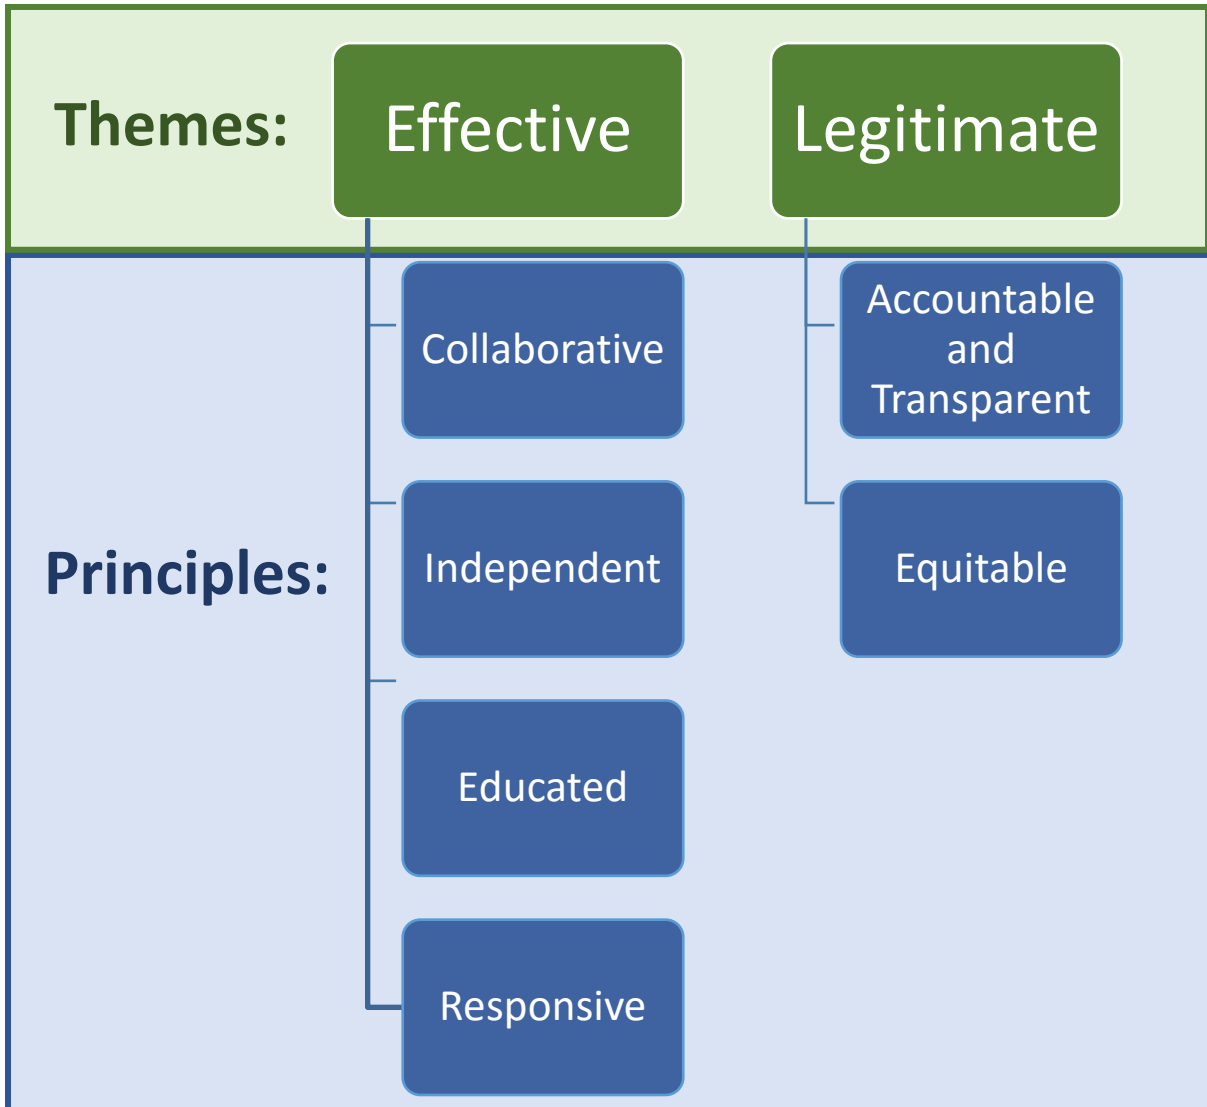 Themes:
Effective
Legitimate
Principles:
Collaborative
Independent
Educated
Responsive
Accountable
and
Transparent
Equitable